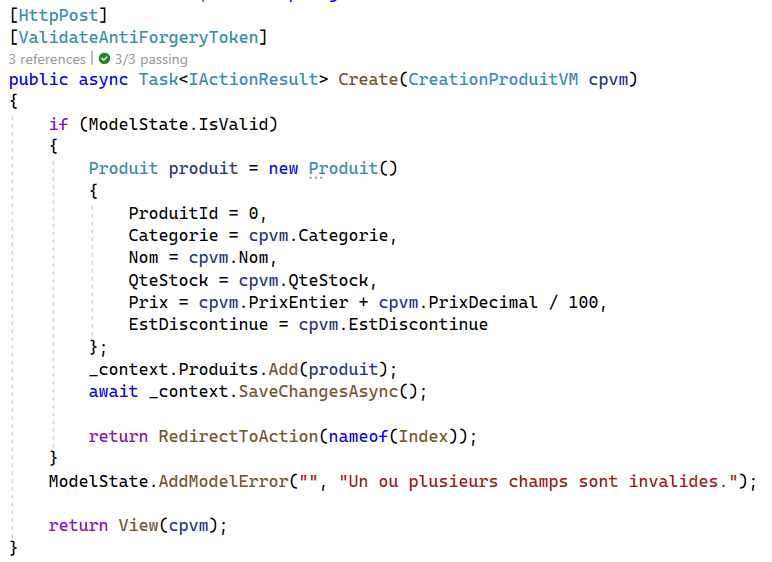 [HttpPost]
[ValidateAntiForgeryToken]
3 references | 3/3 passing
public async Task<IActionResult> Create(CreationProduitVM cpvm)
{
    if (ModelState.IsValid)
    {
        Produit produit = new Produit()
        {
            ProduitId = 0,
            Categorie = cpvm.Categorie,
            Nom = cpvm.Nom,
            QteStock = cpvm.QteStock,
            Prix = cpvm.PrixEntier + cpvm.PrixDecimal / 100,
            EstDiscontinue = cpvm.EstDiscontinue
        };
        _context.Produits.Add(produit);
        await _context.SaveChangesAsync();

        return RedirectToAction(nameof(Index));
    }
    ModelState.AddModelError("", "Un ou plusieurs champs sont invalides.");

    return View(cpvm);
}